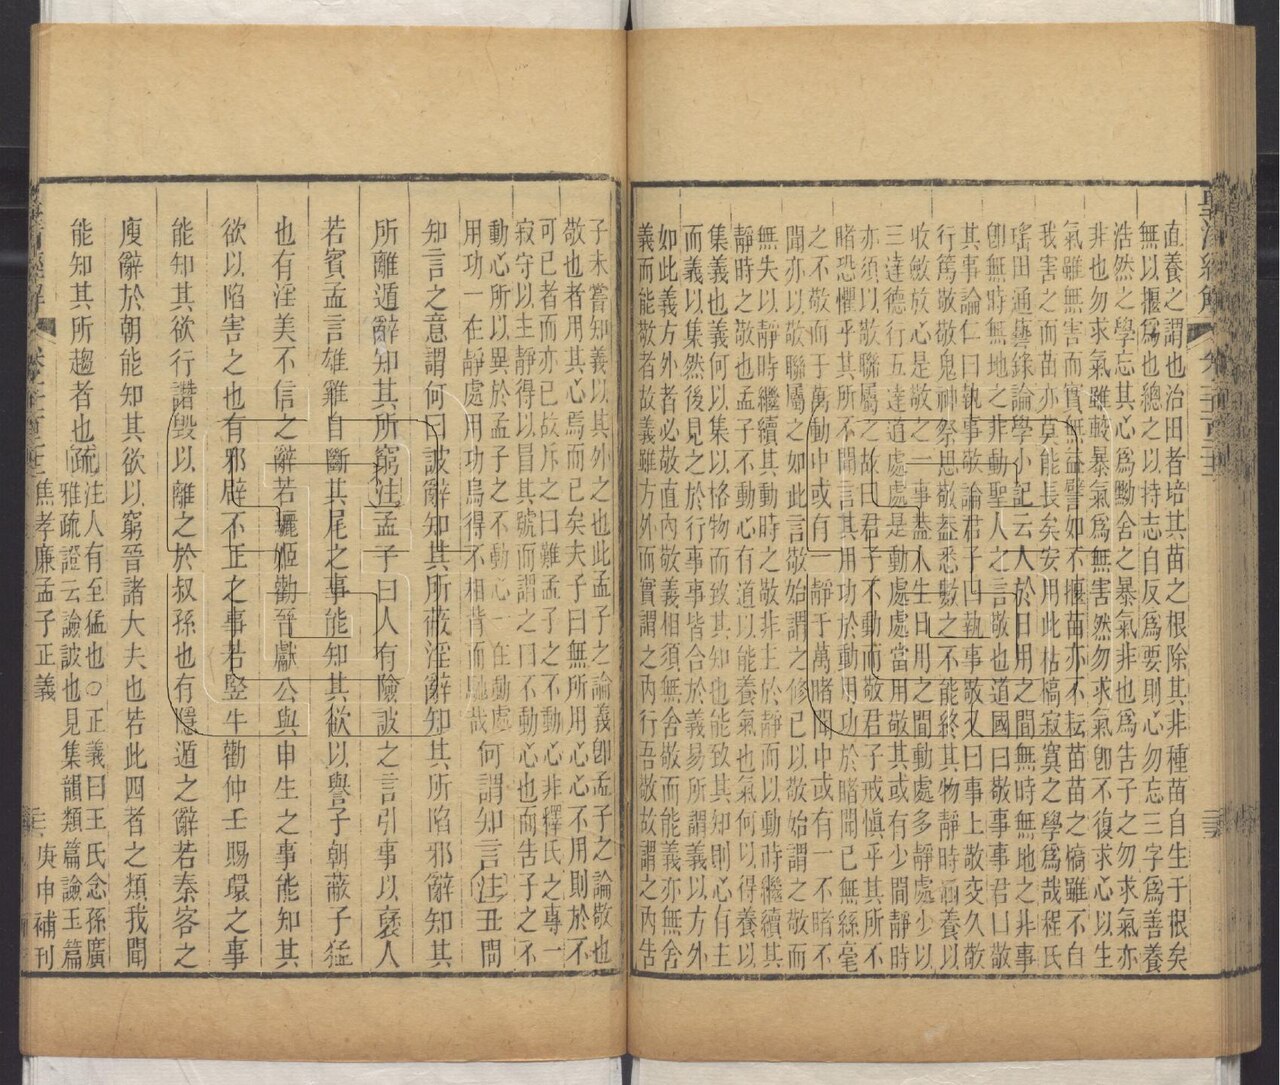 皇清經解
直養之謂也治田者培其苗之根除其非種苗自生于根矣
無以揠爲也總之以持志自反爲要則心勿忘三字爲善養
浩然之學忘其心爲黝舍之暴氣非也爲告子之勿求氣亦
非也勿求氣雖較暴氣爲無害然勿求氣卽不復求心以生
氣雖無害而實無益譬如不揠苗亦不耘苗苗之槁雖不自
我害之而苗亦莫能長矣安用此枯槁寂寞之學爲哉程氏
瑤田通藝錄論學小記云人於日用之間無時無地之非事
卽無時無地之非動聖人之言敬也道國曰敬事事君曰敬
其事論仁曰執事敬論君子曰執事敬又曰事上敬交久敬
行篤敬敬鬼神祭思敬蓋悉數之不能終其物靜時涵養以
收斂放心是敬之一事蓋人生日用之間動處多靜處少以
三達德行五達道處處是動處處當用敬其或有少間靜時
亦須以敬聯屬之故曰君子不動而敬君子戒愼乎其所不
睹恐懼乎其所不聞言其用功於動用功於睹聞已無絲毫
之不敬而于萬動中或有一靜于萬睹聞中或有一不睹不
聞亦以敬聯屬之如此言敬始謂之修已以敬始謂之敬而
無失以靜時繼續其動時之敬非主於靜而以動時繼續其
靜時之敬也孟子不動心有道以能養氣也氣何以得養以
集義也義何以集以格物而致其知也能致其知則心有主
而義以集然後見之於行事事皆合於義易所謂義以方外
如此義方外者必敬直內敬義相須無舍敬而能義亦無舍
義而能敬者故義雖方外而實謂之內行吾敬故謂之內告
子未嘗知義以其外之也此孟子之論義卽孟子之論敬也
敬也者用其心焉而已矣夫子曰無所用心心不用則於不
可已者而亦已故斥之曰難孟子之不動心非釋氏之專一
寂守以主靜得以冒其號而謂之曰不動心也而告子之不
動心所以異於孟子之不動心一在動處
用功一在靜處用功烏得不相背而馳哉何謂知言注丑問
知言之意謂何曰詖辭知其所蔽淫辭知其所陷邪辭知其
所離遁辭知其所窮注孟子曰人有險詖之言引事以襃人
若賓孟言雄雞自斷其尾之事能知其欲以譽子朝蔽子猛
也有淫美不信之辭若驪姬勸晉獻公與申生之事能知其
欲以陷害之也有邪辟不正之事若豎牛勸仲壬賜環之事
能知其欲行譖毀以離之於叔孫也有隱遁之辭若秦客之
廋辭於朝能知其欲以窮晉諸大夫也若此四者之類我聞
能知其所趨者也疏注人有至猛也○正義曰王氏念孫廣
雅疏證云譣詖也見集韻類篇譣玉篇
焦孝廉孟子正義
庚申補刊